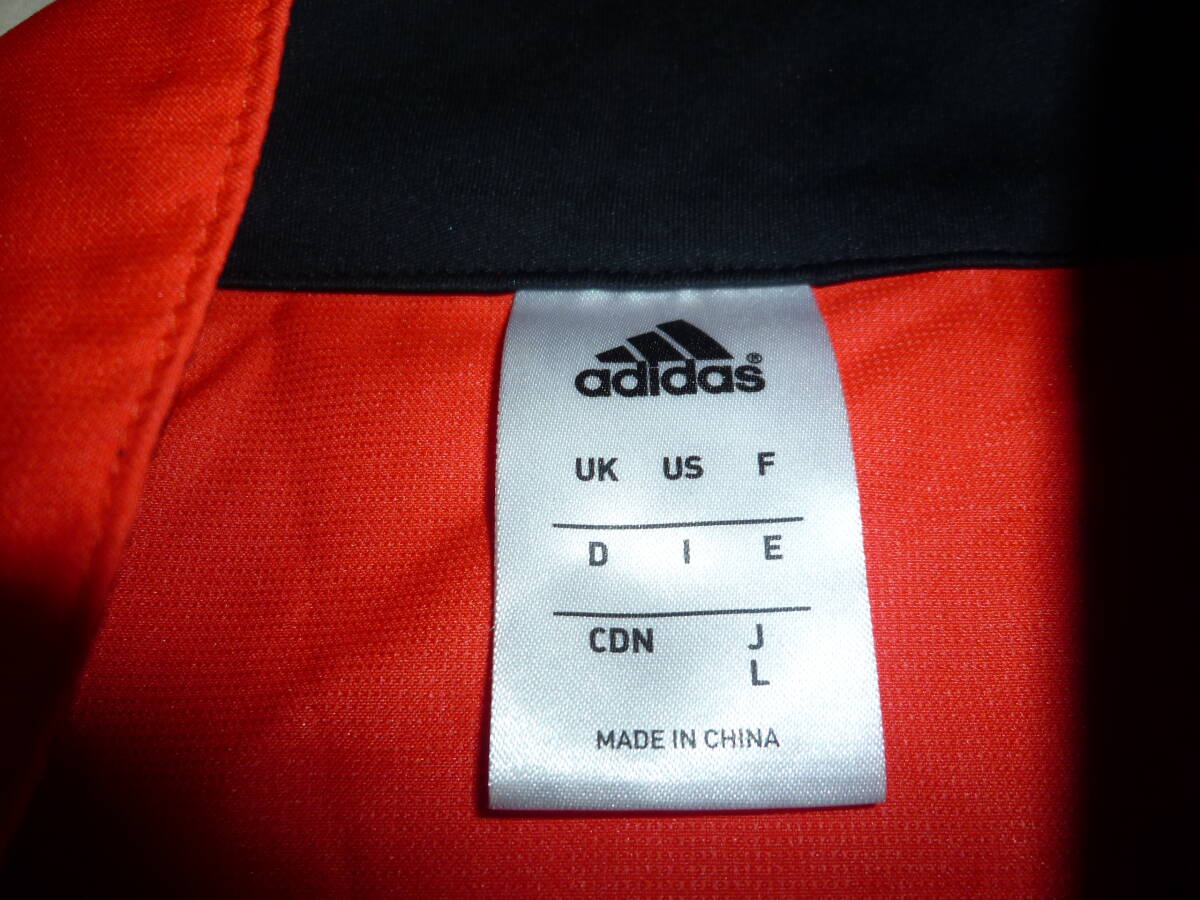 adidas®
UK US F
D I E
CDN J
L
MADE IN CHINA